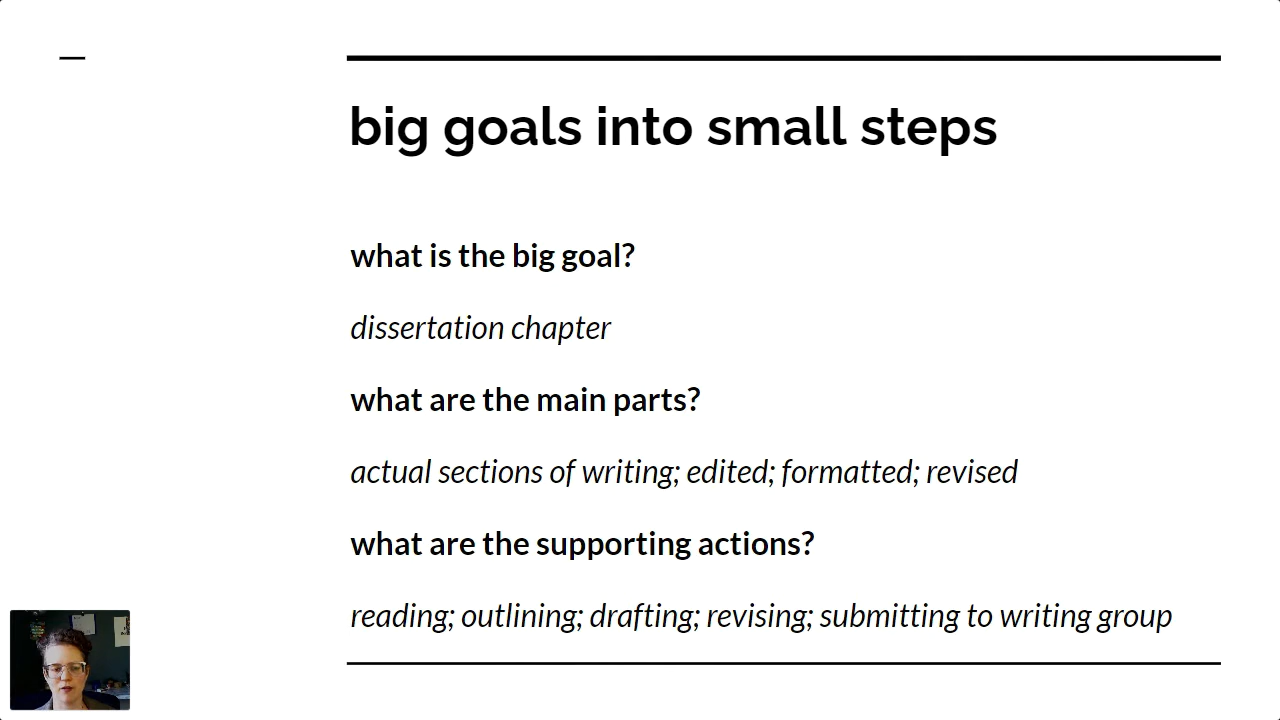 big goals into small steps
what is the big goal?
dissertation chapter
what are the main parts?
actual sections of writing; edited; formatted; revised
what are the supporting actions?
reading; outlining; drafting; revising; submitting to writing group